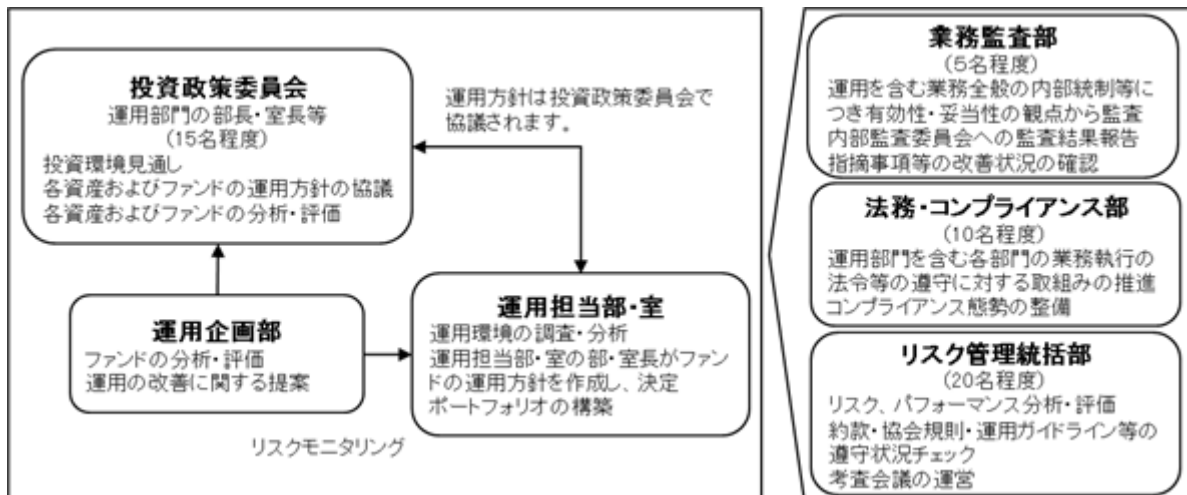 投資政策委員会
運用部門の部長・室長等
(15名程度)
投資環境見通し
各資産およびファンドの運用方針の協議
各資産およびファンドの分析・評価
運用方針は投資政策委員会で
協議されます。
運用企画部
ファンドの分析・評価
運用の改善に関する提案
運用担当部・室
運用環境の調査・分析
運用担当部・室の部・室長がファン
ドの運用方針を作成し、決定
ポートフォリオの構築
リスクモニタリング
業務監査部
(5名程度)
運用を含む業務全般の内部統制等に
つき有効性・妥当性の観点から監査
内部監査委員会への監査結果報告
指摘事項等の改善状況の確認
法務・コンプライアンス部
(10名程度)
運用部門を含む各部門の業務執行の
法令等の遵守に対する取組みの推進
コンプライアンス態勢の整備
リスク管理統括部
(20名程度)
リスク、パフォーマンス分析・評価
約款・協会規則・運用ガイドライン等の
遵守状況チェック
考査会議の運営